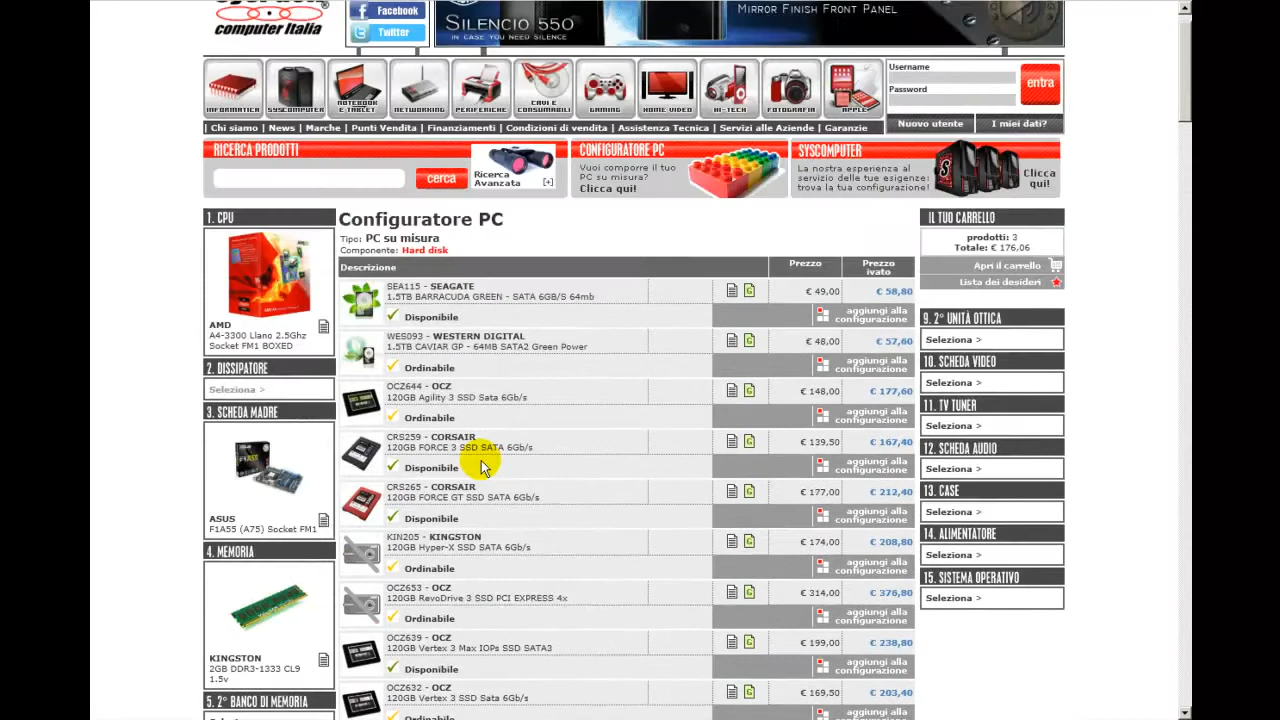 computer Italia
Facebook
Twitter
SILENCIO 550
IN CASE YOU NEED SILENCE
MIRROR FINISH FRONT PANEL
INFORMATICA
SYSCOMPUTER
NOTEBOOK
E TABLET
NETWORKING
PERIFERICHE
CAVI E
CONSUMABILI
GAMING
HOME VIDEO
HI-TECH
FOTOGRAFIA
APPLE
Username
Password
entra
| Chi siamo | News | Marche | Punti Vendita | Finanziamenti | Condizioni di vendita | Assistenza Tecnica | Servizi alle Aziende | Garanzie
Nuovo utente
I miei dati?
RICERCA PRODOTTI
cerca
Ricerca
Avanzata
[+]
CONFIGURATORE PC
Vuoi comporre il tuo
PC su misura?
Clicca qui!
SYSCOMPUTER
La nostra esperienza al
servizio delle tue esigenze:
trova la tua configurazione!
Clicca
qui!
1. CPU
AMD
A4-3300 Llano 2.5Ghz
Socket FM1 BOXED
2. DISSIPATORE
Seleziona >
3. SCHEDA MADRE
ASUS
F1A55 (A75) Socket FM1
4. MEMORIA
KINGSTON
2GB DDR3-1333 CL9
1.5v
5. 2° BANCO DI MEMORIA
Configuratore PC
Tipo: PC su misura
Componente: Hard disk
Descrizione
Prezzo
Prezzo
ivato
SEA115 - SEAGATE
1.5TB BARRACUDA GREEN - SATA 6GB/S 64mb
€ 49,00
€ 58,80
Disponibile
aggiungi alla
configurazione
WES093 - WESTERN DIGITAL
1.5TB CAVIAR GP - 64MB SATA2 Green Power
€ 48,00
€ 57,60
Ordinabile
aggiungi alla
configurazione
OCZ644 - OCZ
120GB Agility 3 SSD Sata 6Gb/s
€ 148,00
€ 177,60
Ordinabile
aggiungi alla
configurazione
CRS259 - CORSAIR
120GB FORCE 3 SSD SATA 6Gb/s
€ 139,50
€ 167,40
Disponibile
aggiungi alla
configurazione
CRS265 - CORSAIR
120GB FORCE GT SSD SATA 6Gb/s
€ 177,00
€ 212,40
Disponibile
aggiungi alla
configurazione
KIN205 - KINGSTON
120GB Hyper-X SSD SATA 6Gb/s
€ 174,00
€ 208,80
Ordinabile
aggiungi alla
configurazione
OCZ653 - OCZ
120GB RevoDrive 3 SSD PCI EXPRESS 4x
€ 314,00
€ 376,80
Ordinabile
aggiungi alla
configurazione
OCZ639 - OCZ
120GB Vertex 3 Max IOPs SSD SATA3
€ 199,00
€ 238,80
Disponibile
aggiungi alla
configurazione
OCZ632 - OCZ
120GB Vertex 3 SSD Sata 6Gb/s
€ 169,50
€ 203,40
Ordinabile
aggiungi alla
IL TUO CARRELLO
prodotti: 3
Totale: € 176,06
Apri il carrello
Lista dei desideri
9. 2° UNITÀ OTTICA
Seleziona >
10. SCHEDA VIDEO
Seleziona >
11. TV TUNER
Seleziona >
12. SCHEDA AUDIO
Seleziona >
13. CASE
Seleziona >
14. ALIMENTATORE
Seleziona >
15. SISTEMA OPERATIVO
Seleziona >